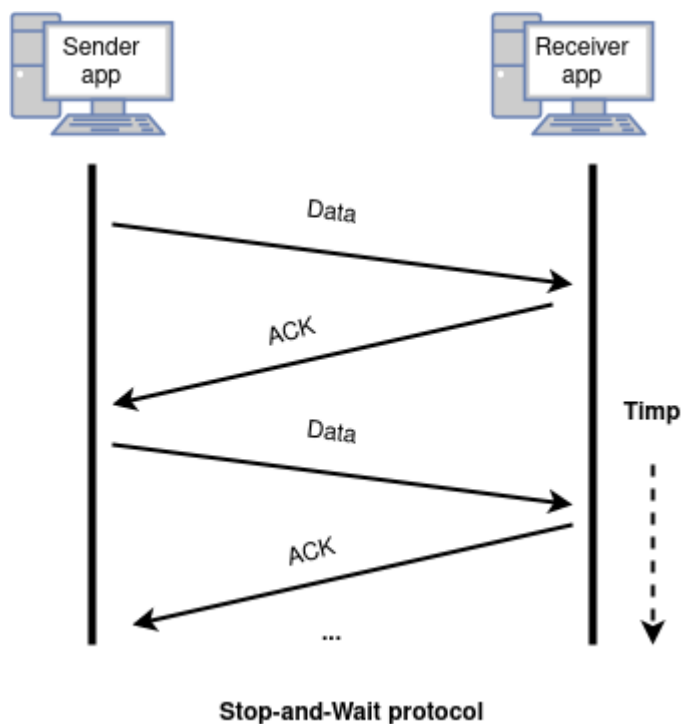 Sender
app
Receiver
app
Data
ACK
Timp
Data
ACK
...
Stop-and-Wait protocol